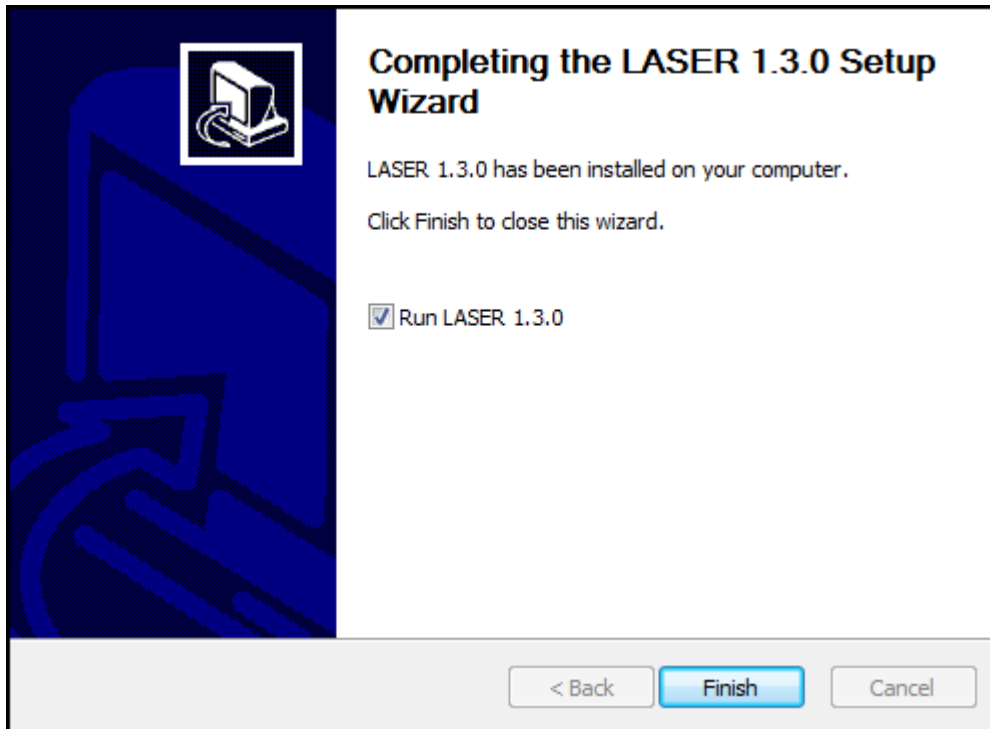 Completing the LASER 1.3.0 Setup
Wizard
LASER 1.3.0 has been installed on your computer.
Click Finish to close this wizard.
Run LASER 1.3.0
< Back
Finish
Cancel